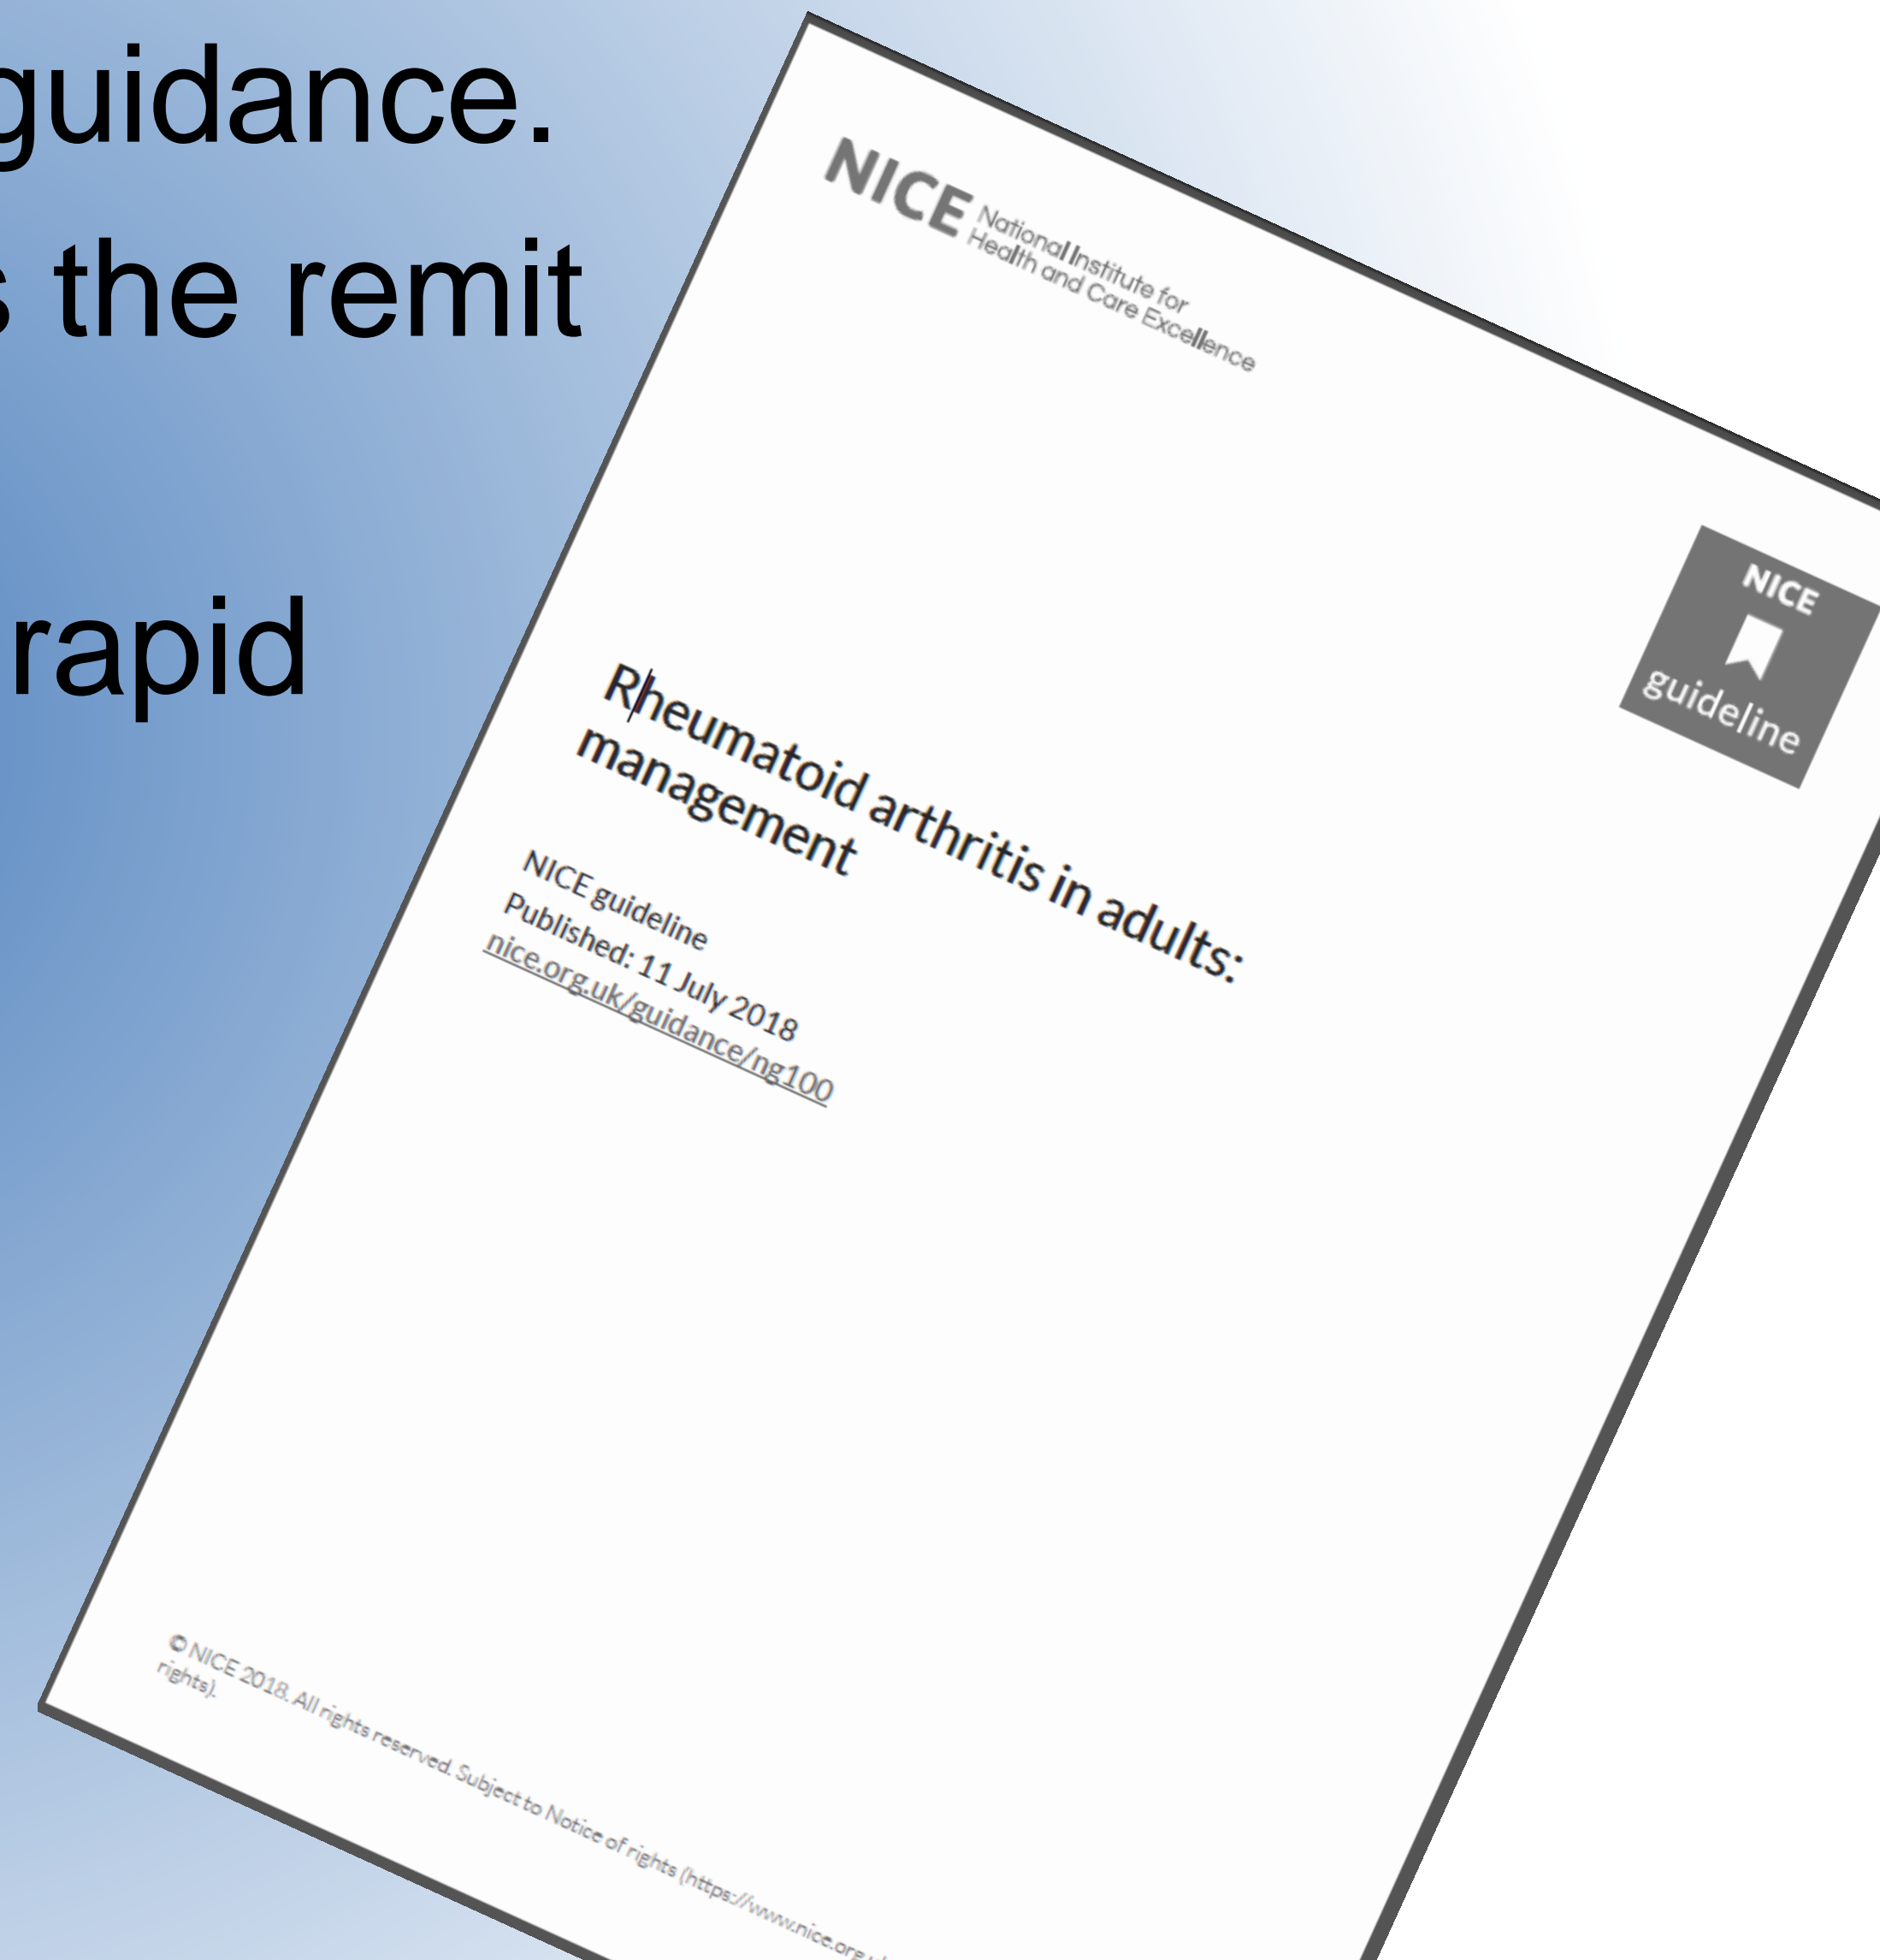 guidance.
s the remit
rapid
NICE National Institute for
Health and Care Excellence
NICE
guideline
Rheumatoid arthritis in adults:
management
NICE guideline
Published: 11 July 2018
nice.org.uk/guidance/ng100
© NICE 2018. All rights reserved. Subject to Notice of rights (https://www.nice.org.
rights).